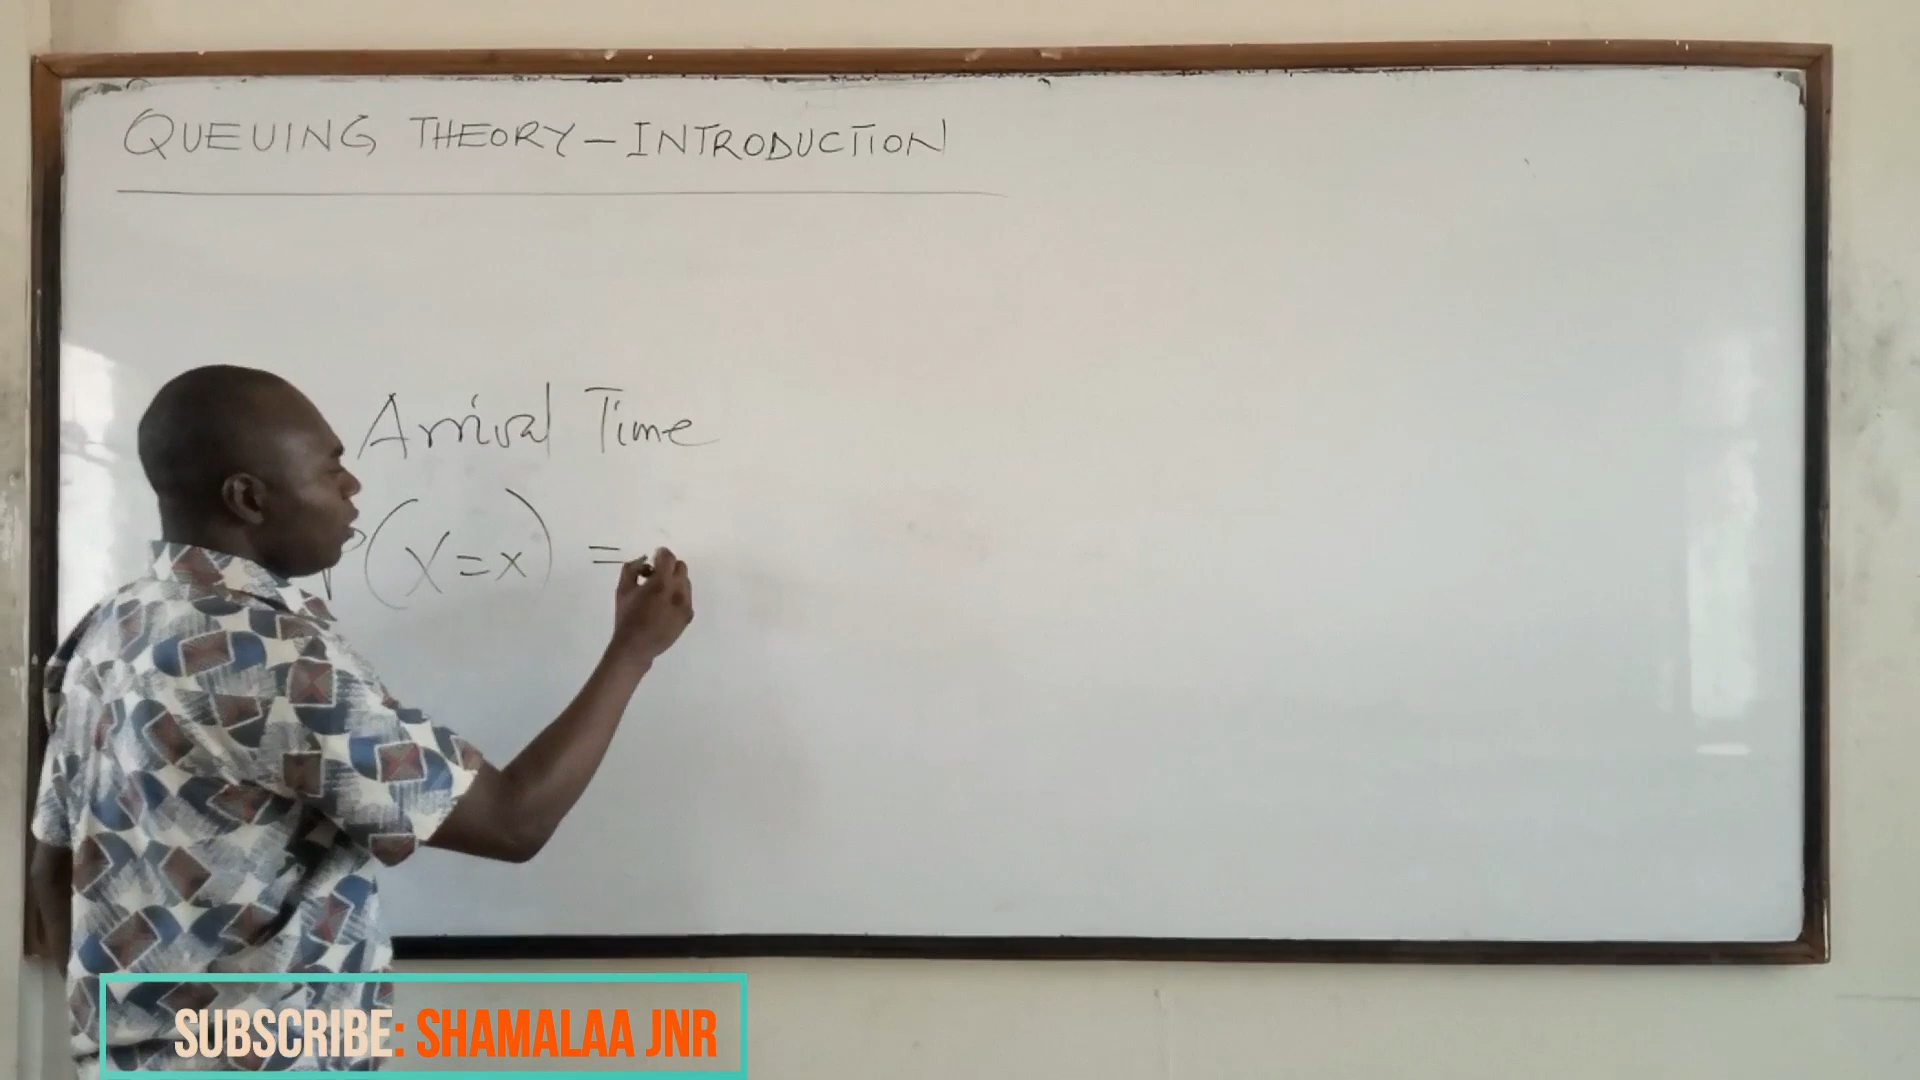 QUEUING THEORY – INTRODUCTION
Arrival Time
P(X=x) =
SUBSCRIBE: SHAMALAA JNR